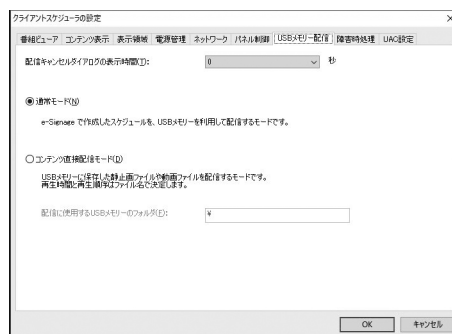 クライアントスケジューラの設定
番組ビューア コンテンツ表示 表示領域 電源管理 ネットワーク パネル制御 USBメモリー配信 障害時処理 UAC設定
配信キャンセルダイアログの表示時間(T): 0 秒
通常モード(N)
e-Signage で作成したスケジュールを、USBメモリーを利用して配信するモードです。
コンテンツ直接配信モード(D)
USBメモリーに保存した静止画ファイルや動画ファイルを配信するモードです。
再生時間と再生順序はファイル名で決定します。
配信に使用するUSBメモリーのフォルダ(F): ¥
OK キャンセル